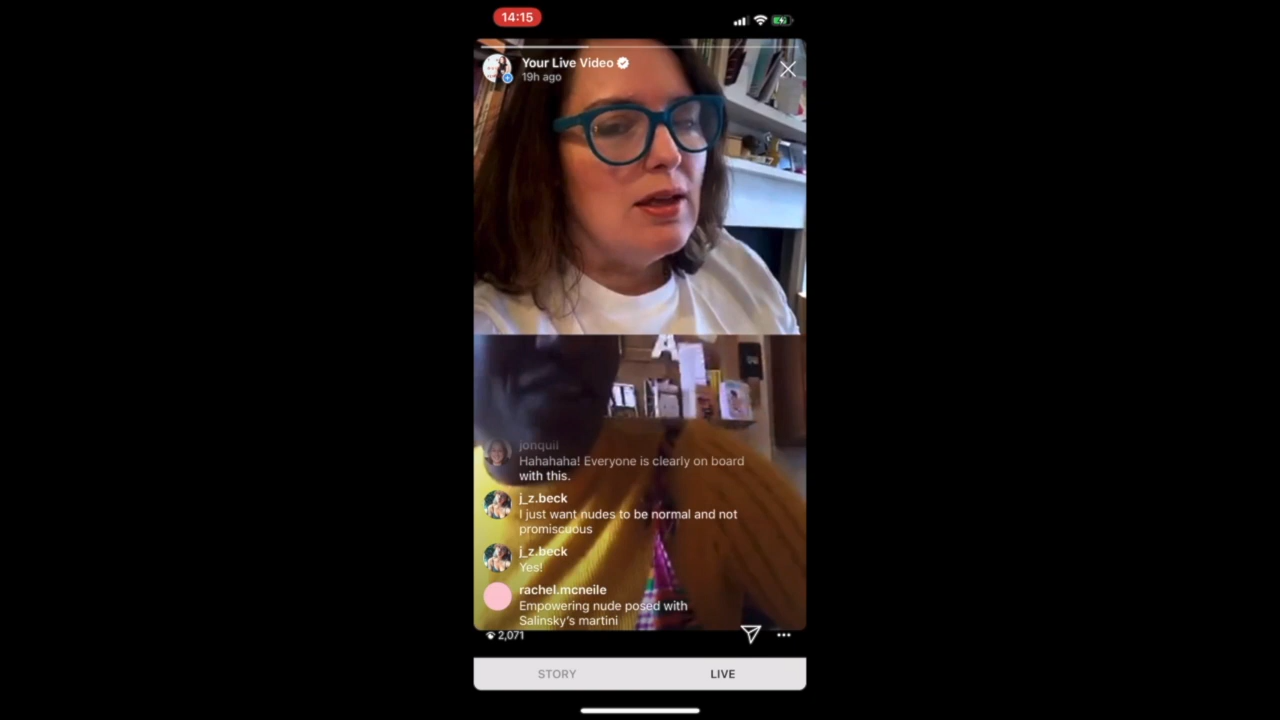 14:15
Your Live Video
19h ago
A
jonquil
Hahahaha! Everyone is clearly on board
with this.
j_z.beck
I just want nudes to be normal and not
promiscuous
j_z.beck
Yes!
rachel.mcneile
Empowering nude posed with
Salinsky's martini
2,071
STORY
LIVE